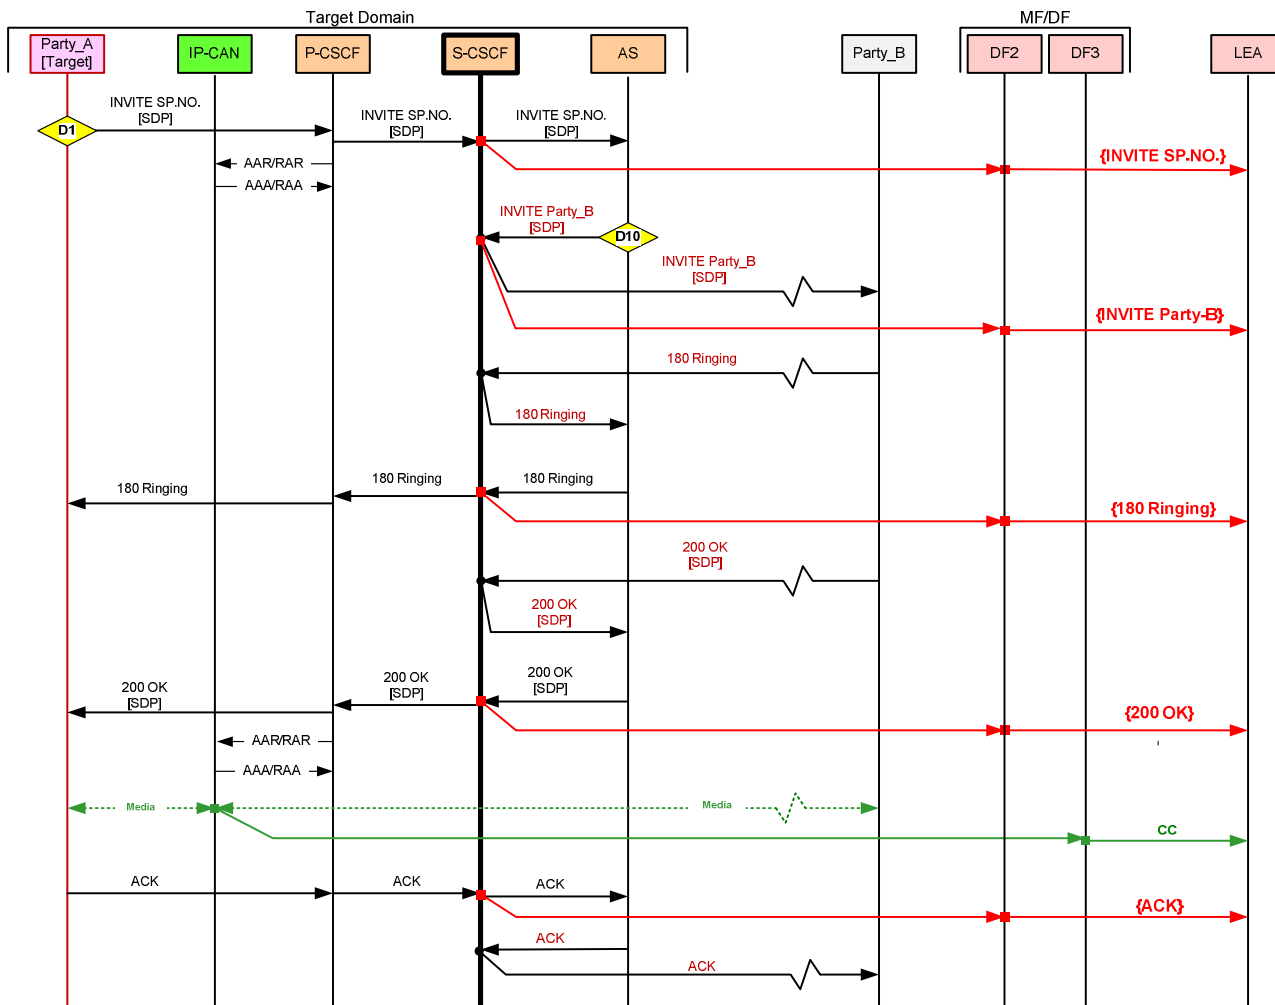 Target Domain
MF/DF
Party_A
[Target]
IP-CAN
P-CSCF
S-CSCF
AS
Party_B
DF2
DF3
LEA
INVITE SP.NO.
[SDP]
D1
INVITE SP.NO.
[SDP]
INVITE SP.NO.
[SDP]
{INVITE SP.NO.}
AAR/RAR
AAA/RAA
INVITE Party_B
[SDP]
D10
INVITE Party_B
[SDP]
{INVITE Party-B}
180 Ringing
180 Ringing
180 Ringing
180 Ringing
180 Ringing
{180 Ringing}
200 OK
[SDP]
200 OK
[SDP]
200 OK
[SDP]
200 OK
[SDP]
200 OK
[SDP]
{200 OK}
AAR/RAR
AAA/RAA
Media
Media
CC
ACK
ACK
ACK
{ACK}
ACK
ACK